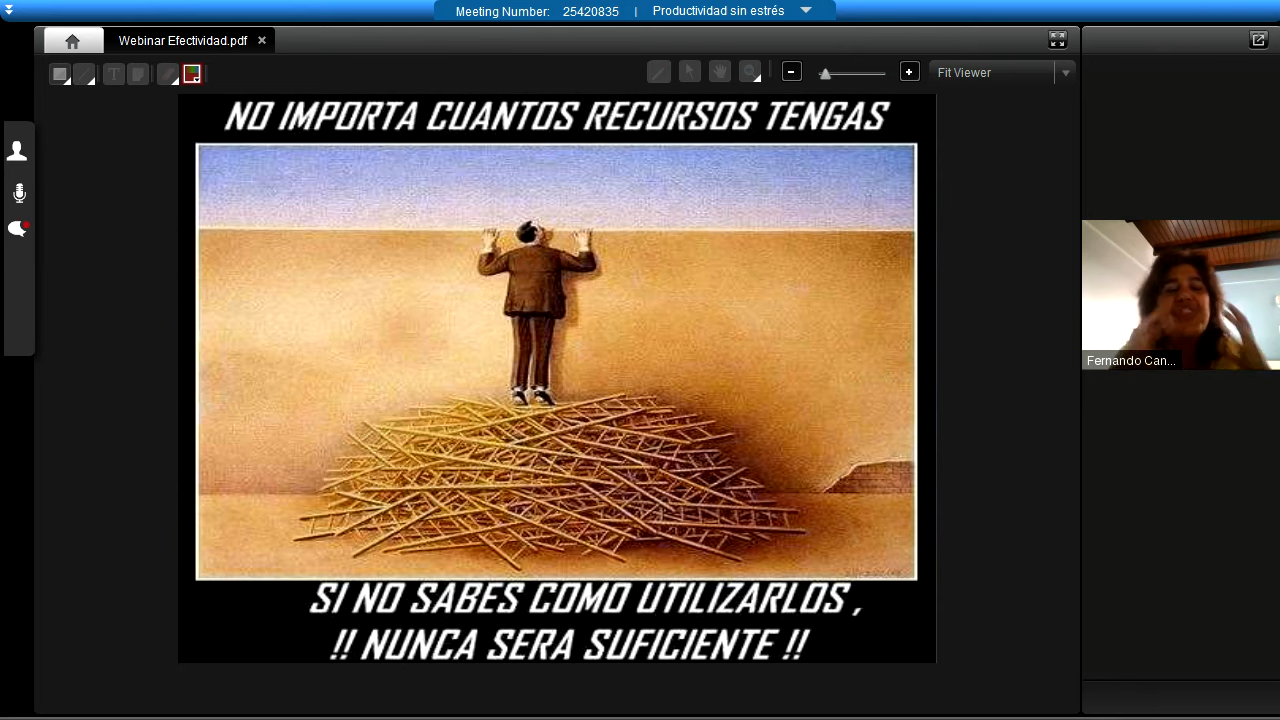 Meeting Number: 25420835 | Productividad sin estrés
Webinar Efectividad.pdf
T
Fit Viewer
NO IMPORTA CUANTOS RECURSOS TENGAS
SI NO SABES COMO UTILIZARLOS ,
!! NUNCA SERA SUFICIENTE !!
Fernando Can...